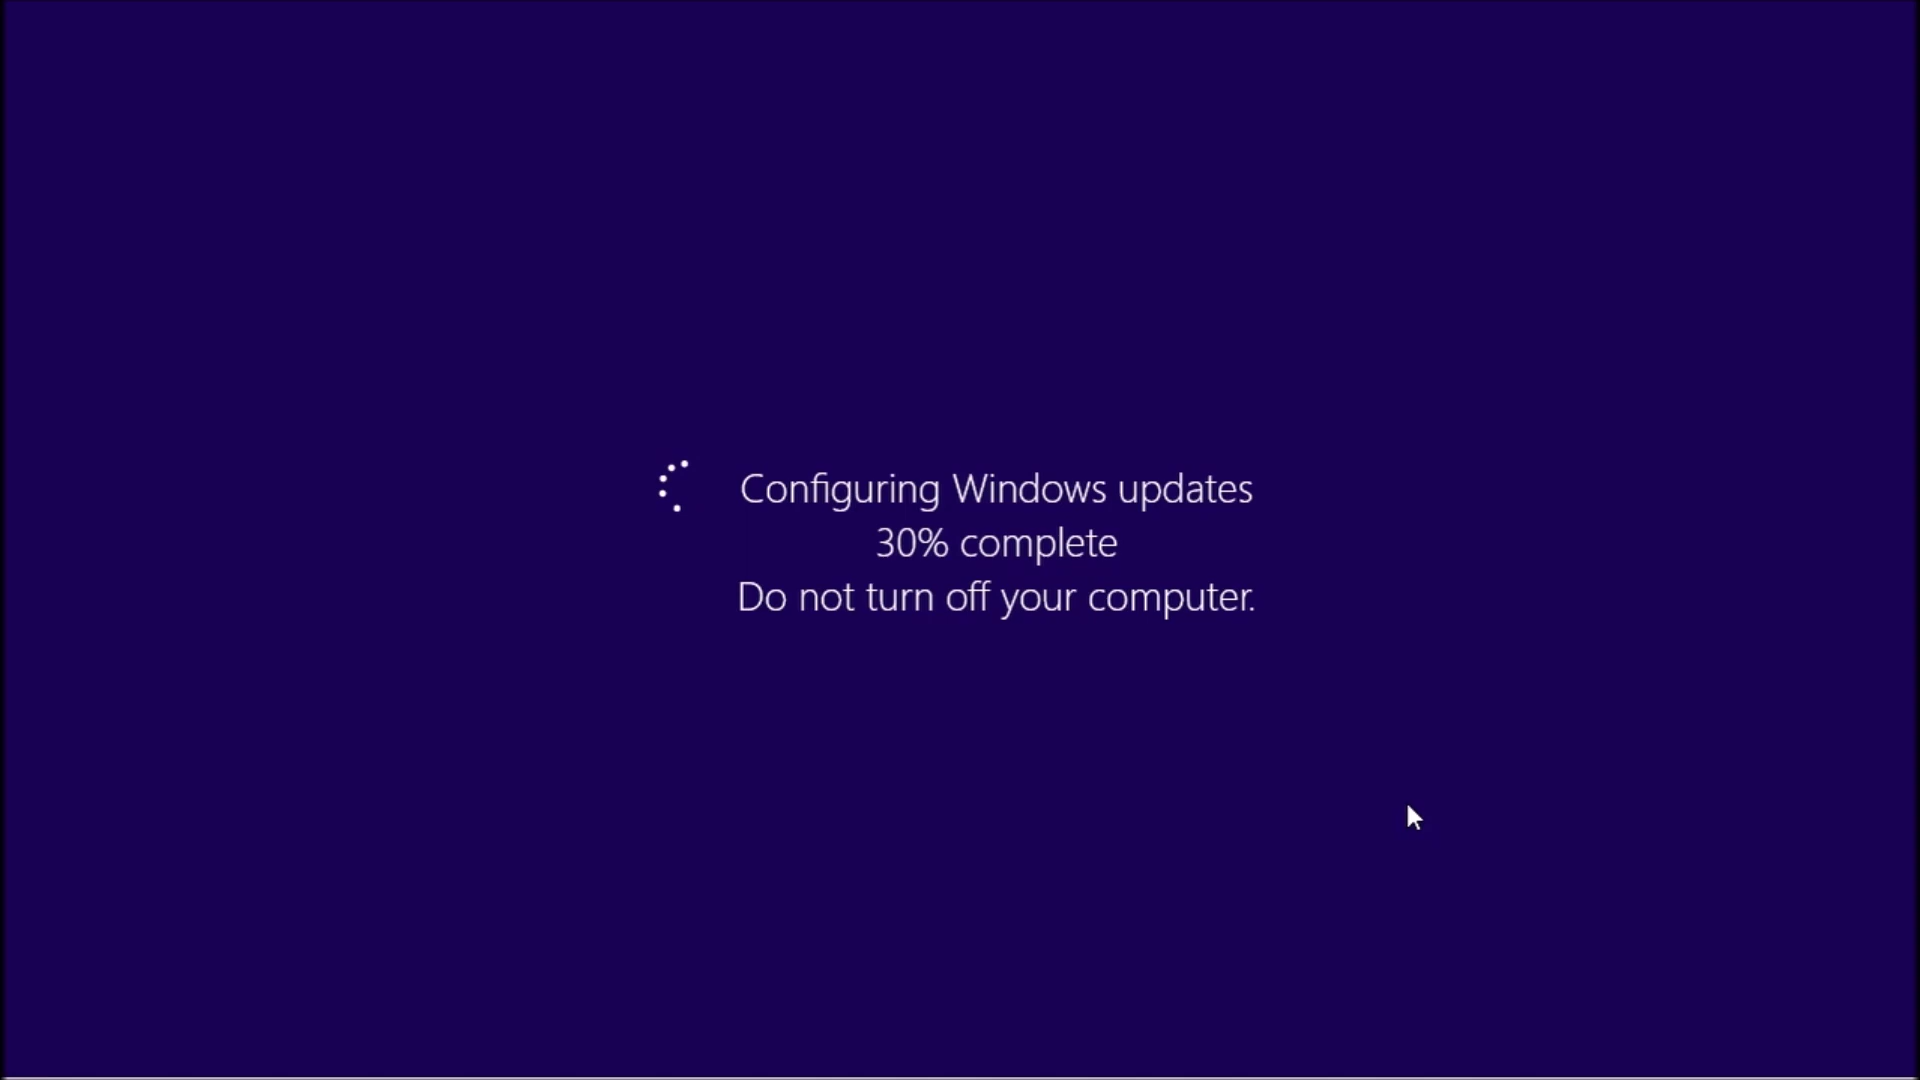 Configuring Windows updates
30% complete
Do not turn off your computer.